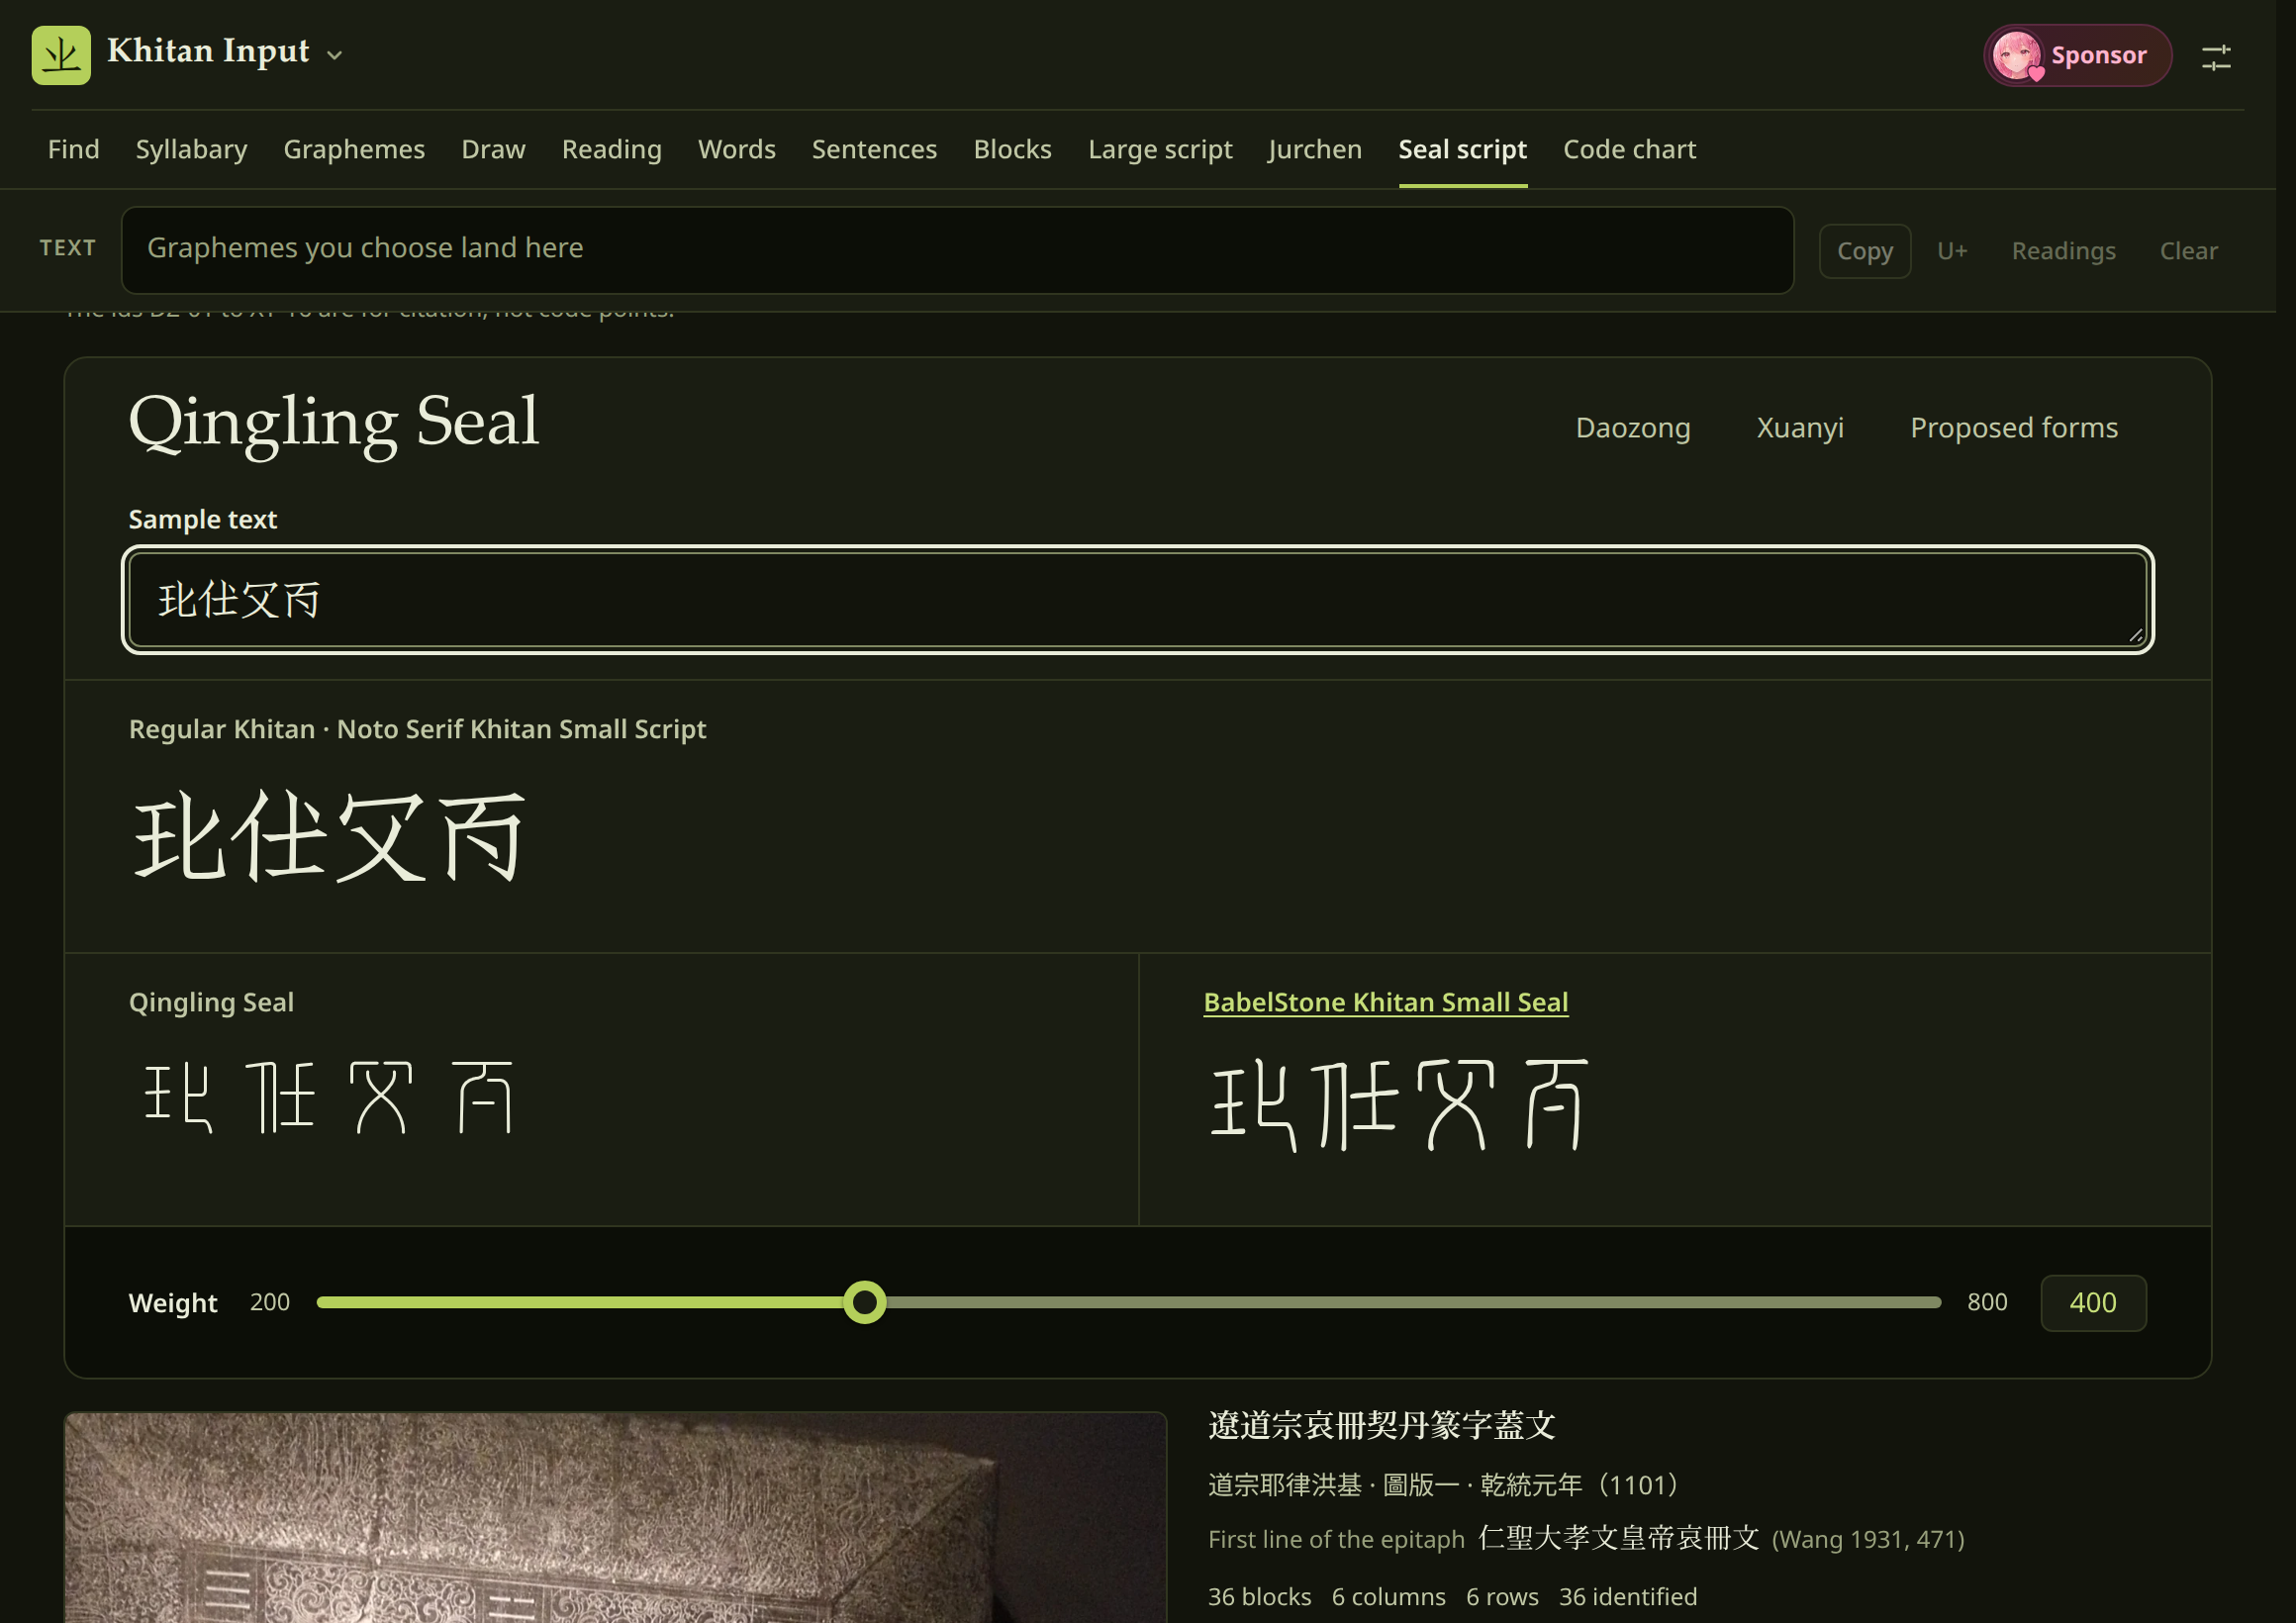 Khitan Input
Sponsor
Find Syllabary Graphemes Draw Reading Words Sentences Blocks Large script Jurchen Seal script Code chart
TEXT Graphemes you choose land here Copy U+ Readings Clear
Qingling Seal Daozong Xuanyi Proposed forms
Sample text
Regular Khitan · Noto Serif Khitan Small Script
Qingling Seal
BabelStone Khitan Small Seal
Weight 200 800 400
遼道宗哀冊契丹篆字蓋文
道宗耶律洪基 · 圖版一 · 乾統元年（1101）
First line of the epitaph 仁聖大孝文皇帝哀冊文 (Wang 1931, 471)
36 blocks 6 columns 6 rows 36 identified